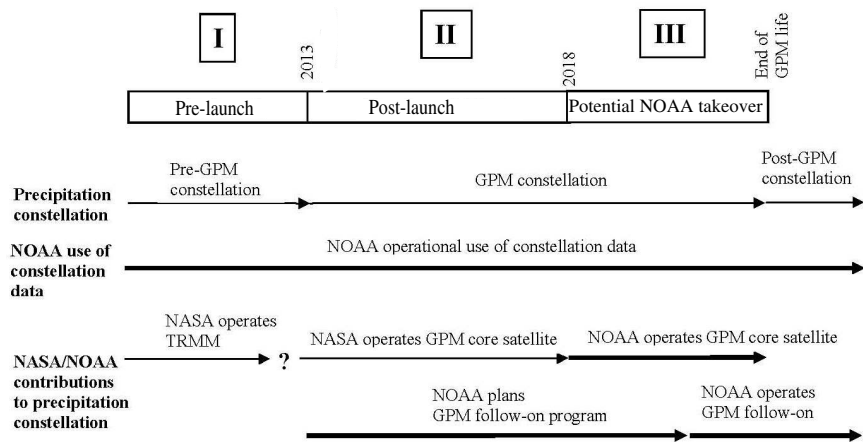 I
II
III
2013
2018
End of
GPM life
Pre-launch
Post-launch
Potential NOAA takeover
Precipitation
constellation
Pre-GPM
constellation
GPM constellation
Post-GPM
constellation
NOAA use of
constellation
data
NOAA operational use of constellation data
NASA/NOAA
contributions
to precipitation
constellation
NASA operates
TRMM
?
NASA operates GPM core satellite
NOAA operates GPM core satellite
NOAA plans
GPM follow-on program
NOAA operates
GPM follow-on